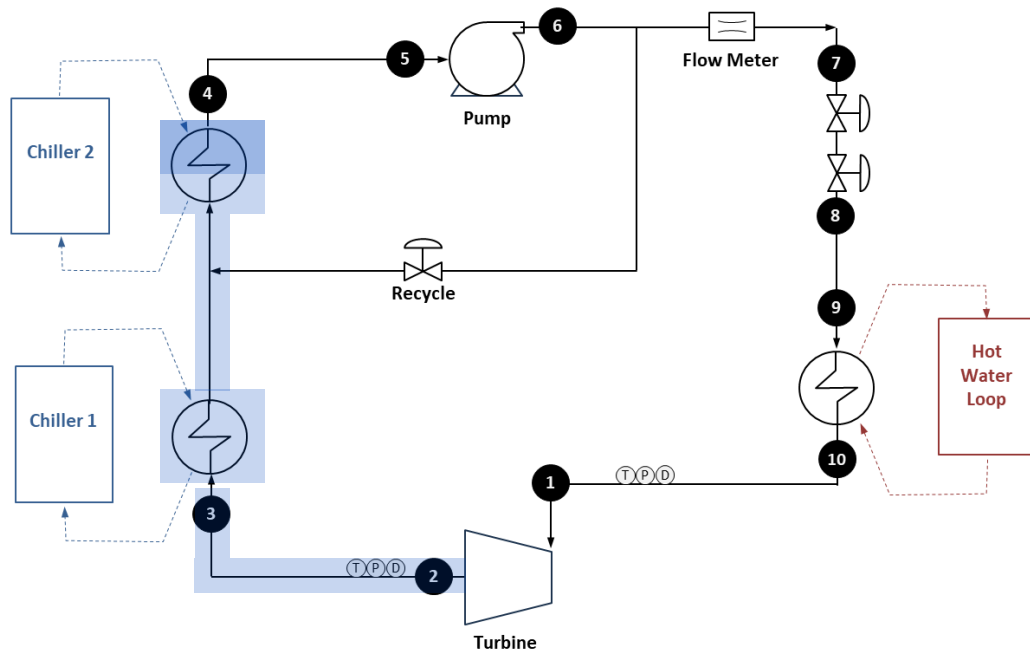 6
5
Flow Meter
7
4
Pump
Chiller 2
8
Recycle
9
Hot
Water
Loop
Chiller 1
10
1
T P D
3
T P D
2
Turbine